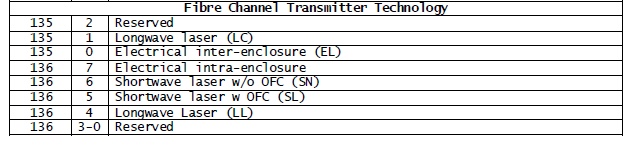 Fibre Channel Transmitter Technology
135 2 Reserved
135 1 Longwave laser (LC)
135 0 Electrical inter-enclosure (EL)
136 7 Electrical intra-enclosure
136 6 Shortwave laser w/o OFC (SN)
136 5 Shortwave laser w OFC (SL)
136 4 Longwave Laser (LL)
136 3-0 Reserved